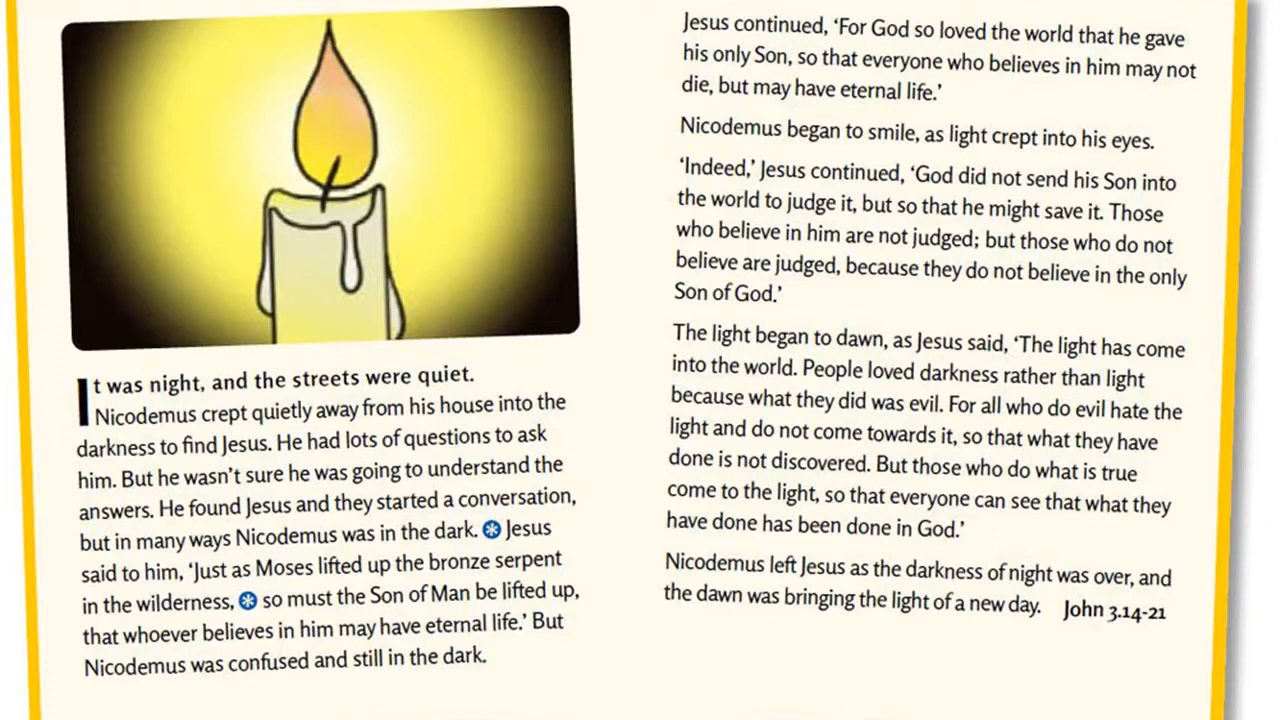 It was night, and the streets were quiet.
Nicodemus crept quietly away from his house into the
darkness to find Jesus. He had lots of questions to ask
him. But he wasn't sure he was going to understand the
answers. He found Jesus and they started a conversation,
but in many ways Nicodemus was in the dark. Jesus
said to him, 'Just as Moses lifted up the bronze serpent
in the wilderness, so must the Son of Man be lifted up,
that whoever believes in him may have eternal life.' But
Nicodemus was confused and still in the dark.
Jesus continued, 'For God so loved the world that he gave
his only Son, so that everyone who believes in him may not
die, but may have eternal life.'
Nicodemus began to smile, as light crept into his eyes.
'Indeed,' Jesus continued, 'God did not send his Son into
the world to judge it, but so that he might save it. Those
who believe in him are not judged; but those who do not
believe are judged, because they do not believe in the only
Son of God.'
The light began to dawn, as Jesus said, 'The light has come
into the world. People loved darkness rather than light
because what they did was evil. For all who do evil hate the
light and do not come towards it, so that what they have
done is not discovered. But those who do what is true
come to the light, so that everyone can see that what they
have done has been done in God.'
Nicodemus left Jesus as the darkness of night was over, and
the dawn was bringing the light of a new day. John 3.14-21